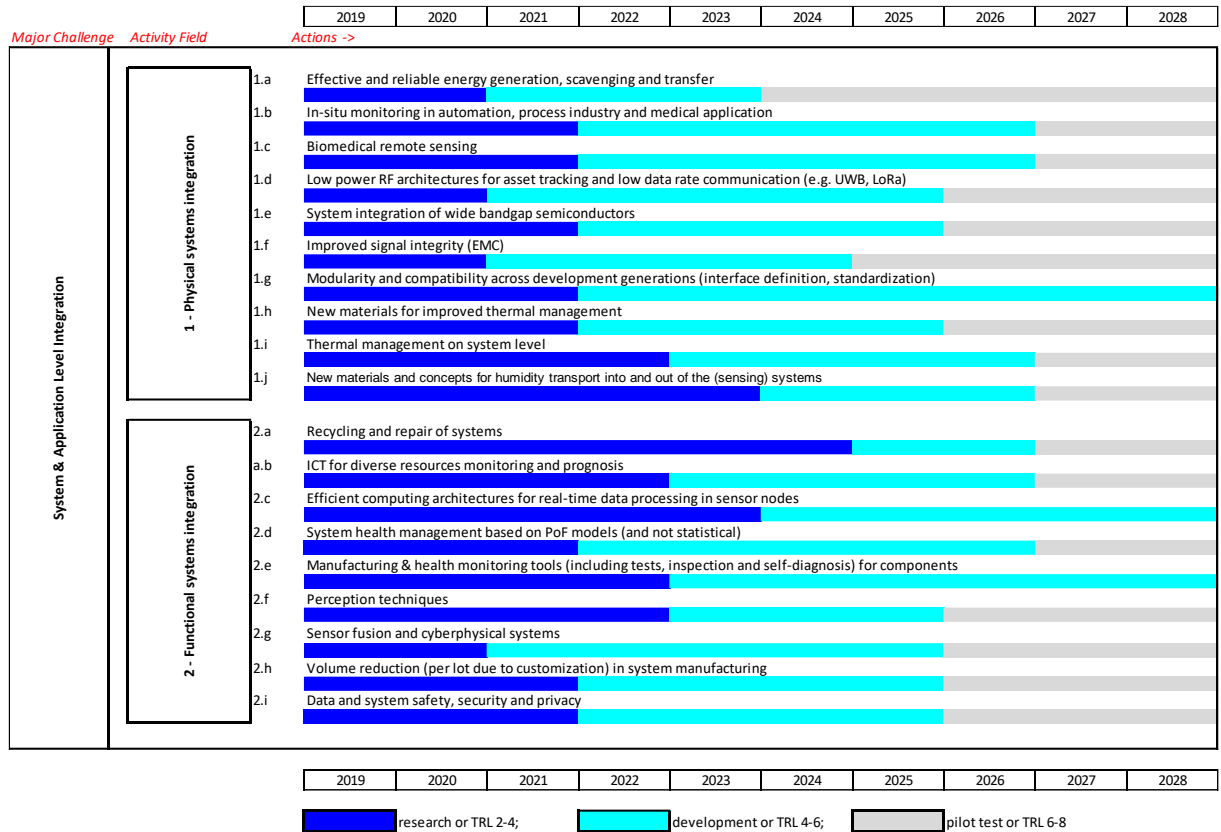 2019 2020 2021 2022 2023 2024 2025 2026 2027 2028
Major Challenge Activity Field Actions ->
System & Application Level Integration
1 - Physical systems integration
1.a Effective and reliable energy generation, scavenging and transfer
1.b In-situ monitoring in automation, process industry and medical application
1.c Biomedical remote sensing
1.d Low power RF architectures for asset tracking and low data rate communication (e.g. UWB, LoRa)
1.e System integration of wide bandgap semiconductors
1.f Improved signal integrity (EMC)
1.g Modularity and compatibility across development generations (interface definition, standardization)
1.h New materials for improved thermal management
1.i Thermal management on system level
1.j New materials and concepts for humidity transport into and out of the (sensing) systems
2 - Functional systems integration
2.a Recycling and repair of systems
a.b ICT for diverse resources monitoring and prognosis
2.c Efficient computing architectures for real-time data processing in sensor nodes
2.d System health management based on PoF models (and not statistical)
2.e Manufacturing & health monitoring tools (including tests, inspection and self-diagnosis) for components
2.f Perception techniques
2.g Sensor fusion and cyberphysical systems
2.h Volume reduction (per lot due to customization) in system manufacturing
2.i Data and system safety, security and privacy
2019 2020 2021 2022 2023 2024 2025 2026 2027 2028
research or TRL 2-4; development or TRL 4-6; pilot test or TRL 6-8